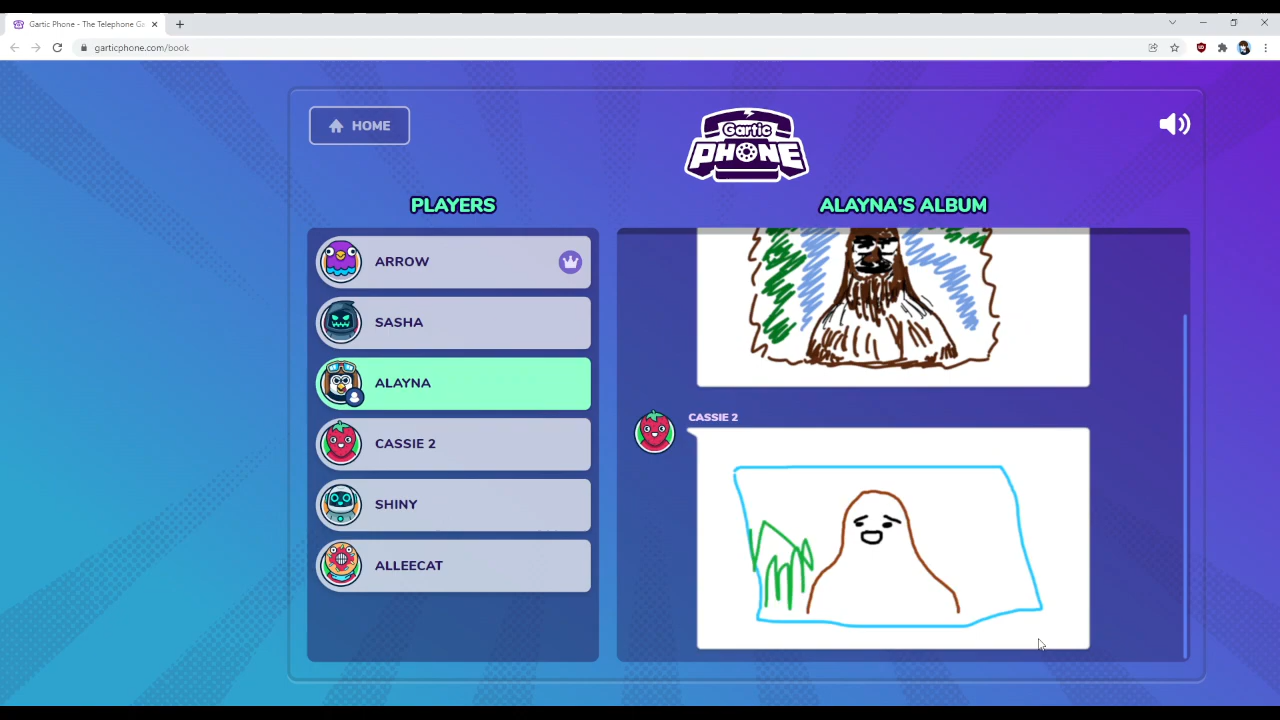 Gartic Phone - The Telephone Ga
garticphone.com/book
HOME
Gartic
PHONE
PLAYERS
ALAYNA'S ALBUM
ARROW
SASHA
ALAYNA
CASSIE 2
SHINY
ALLEECAT
CASSIE 2